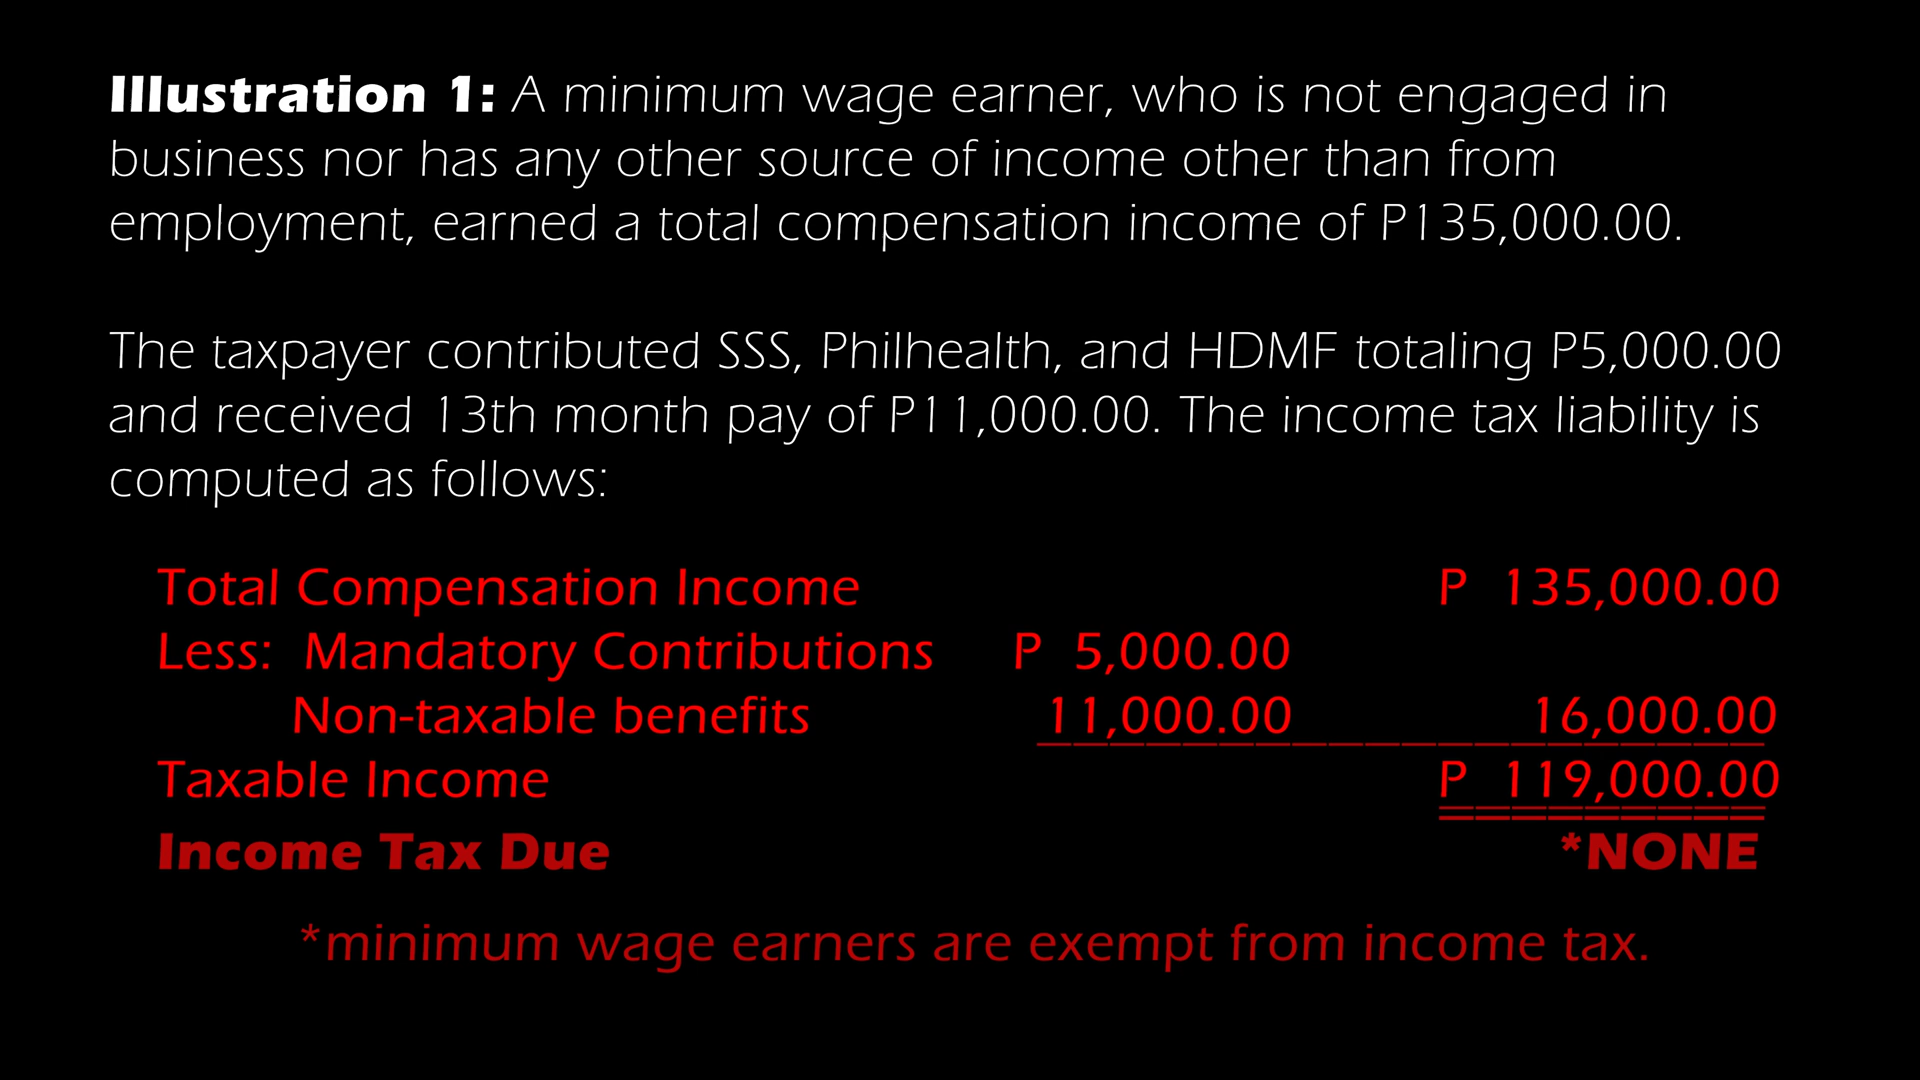 Illustration 1: A minimum wage earner, who is not engaged in
business nor has any other source of income other than from
employment, earned a total compensation income of P135,000.00.
The taxpayer contributed SSS, Philhealth, and HDMF totaling P5,000.00
and received 13th month pay of P11,000.00. The income tax liability is
computed as follows:
Total Compensation Income P 135,000.00
Less: Mandatory Contributions P 5,000.00
Non-taxable benefits 11,000.00 16,000.00
Taxable Income P 119,000.00
Income Tax Due *NONE
*minimum wage earners are exempt from income tax.